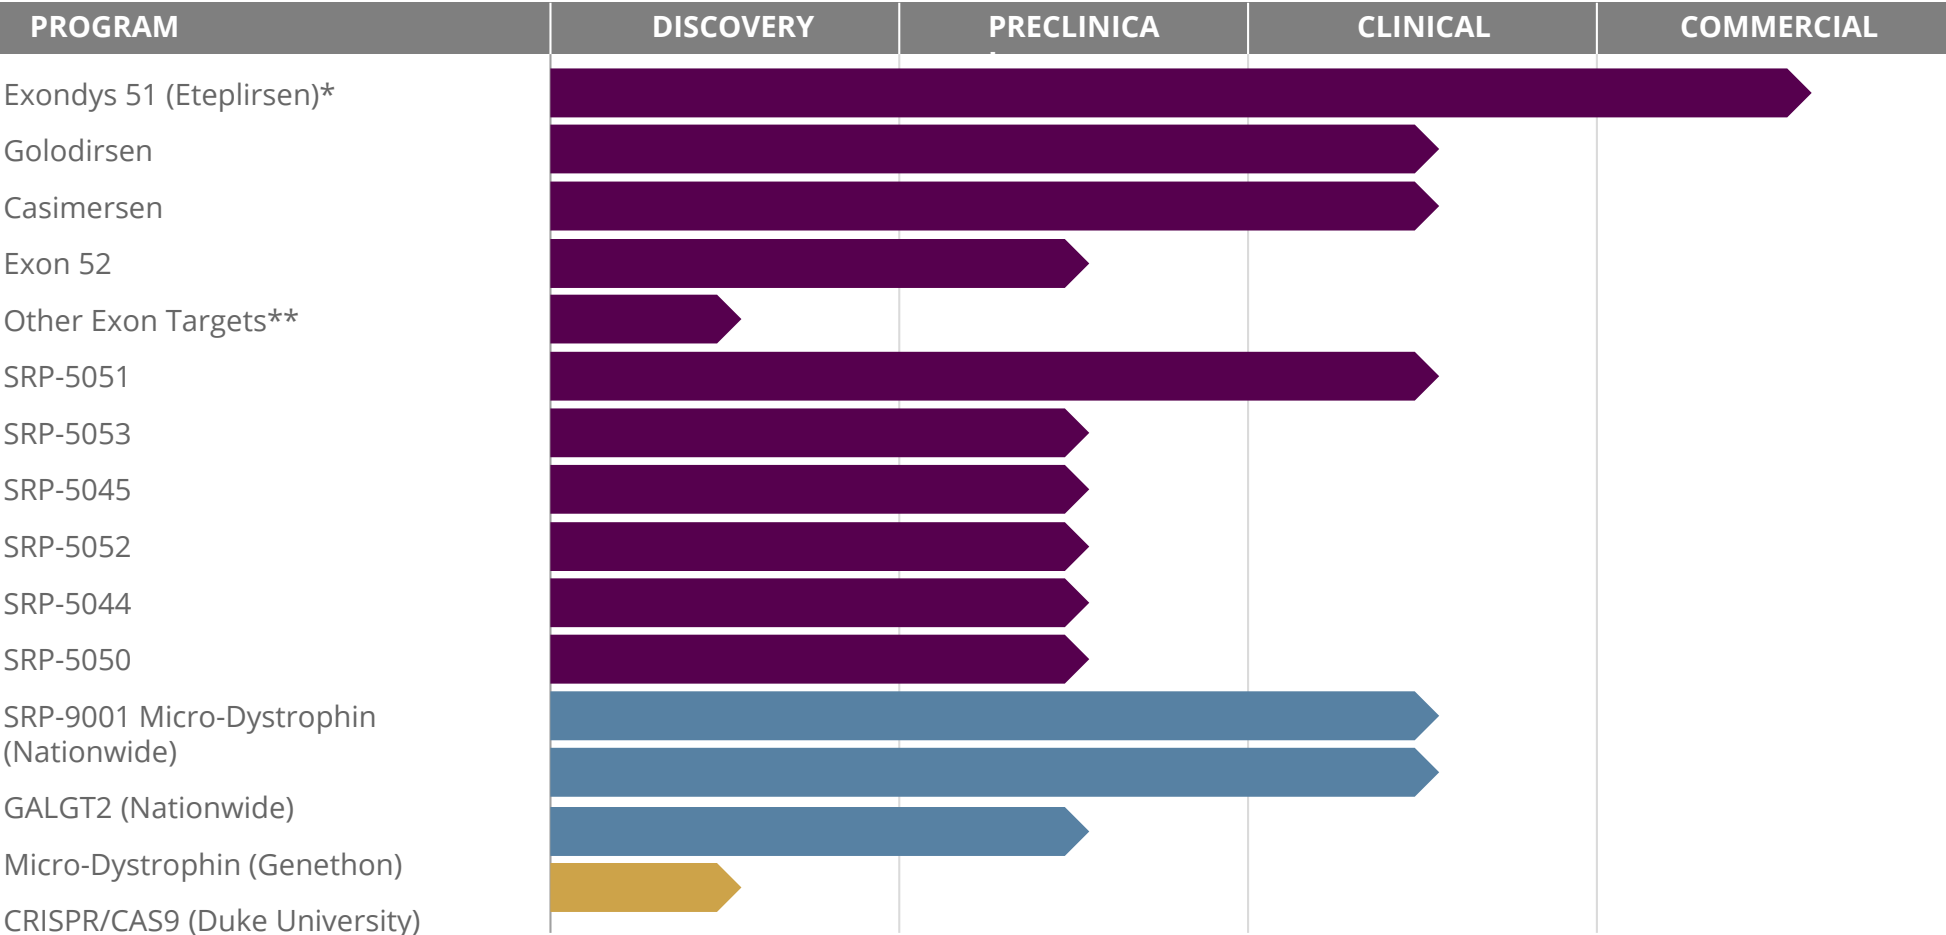 PROGRAM DISCOVERY PRECLINICA CLINICAL COMMERCIAL
Exondys 51 (Eteplirsen)*
Golodirsen
Casimersen
Exon 52
Other Exon Targets**
SRP-5051
SRP-5053
SRP-5045
SRP-5052
SRP-5044
SRP-5050
SRP-9001 Micro-Dystrophin
(Nationwide)
GALGT2 (Nationwide)
Micro-Dystrophin (Genethon)
CRISPR/CAS9 (Duke University)